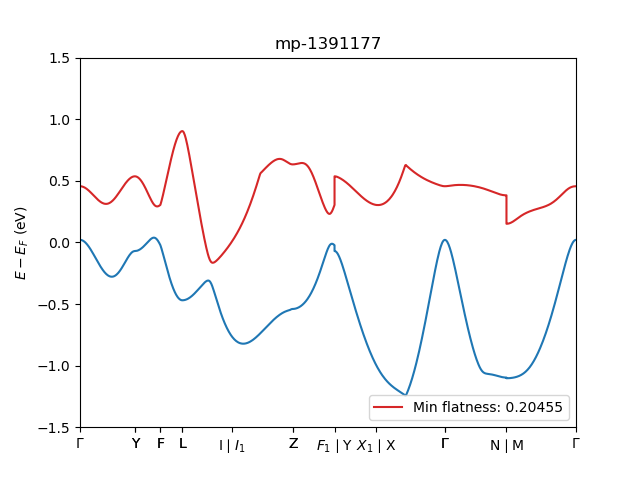 mp-1391177
E − E_F (eV)
1.5
1.0
0.5
0.0
−0.5
−1.0
−1.5
Min flatness: 0.20455
Γ Y F L I | I_1 Z F_1 | Y X_1 | X Γ N | M Γ